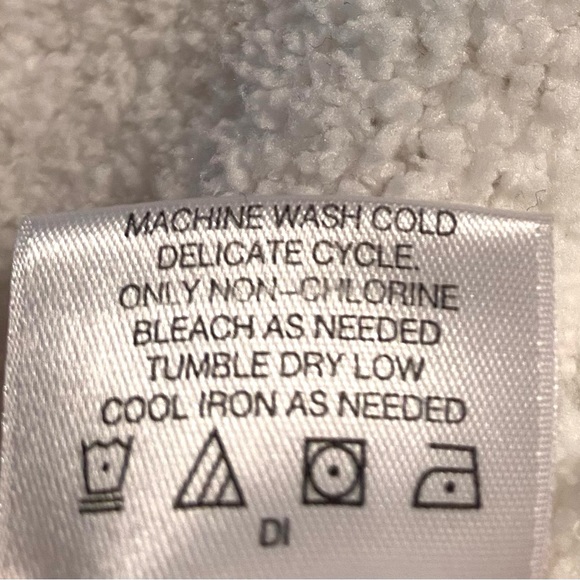 MACHINE WASH COLD
DELICATE CYCLE.
ONLY NON-CHLORINE
BLEACH AS NEEDED
TUMBLE DRY LOW
COOL IRON AS NEEDED
DI